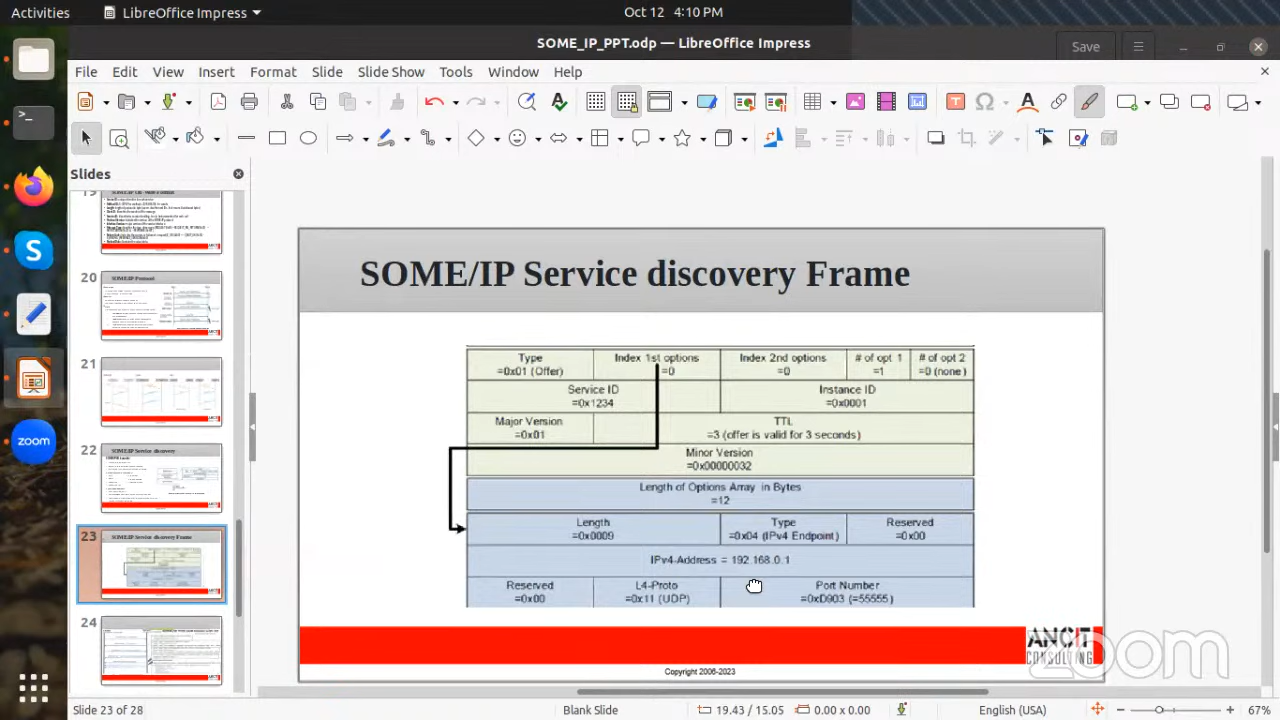 Activities
LibreOffice Impress
Oct 12 4:10 PM
SOME_IP_PPT.odp — LibreOffice Impress
Save
File Edit View Insert Format Slide Slide Show Tools Window Help
Slides
20
21
22
SOME/IP Service discovery
23
SOME/IP Service discovery Frame
24
SOME/IP Service discovery Frame
Type
=0x01 (Offer)
Index 1st options
=0
Index 2nd options
=0
# of opt 1
=1
# of opt 2
=0 (none)
Service ID
=0x1234
Instance ID
=0x0001
Major Version
=0x01
TTL
=3 (offer is valid for 3 seconds)
Minor Version
=0x00000032
Length of Options Array in Bytes
=12
Length
=0x0009
Type
=0x04 (IPv4 Endpoint)
Reserved
=0x00
IPv4-Address = 192.168.0.1
Reserved
=0x00
L4-Proto
=0x11 (UDP)
Port Number
=0xD903 (=55555)
ANCIT
CONSULTING
zoom
Copyright 2006-2023
zoom
Slide 23 of 28
Blank Slide
19.43 / 15.05
0.00 x 0.00
English (USA)
67%